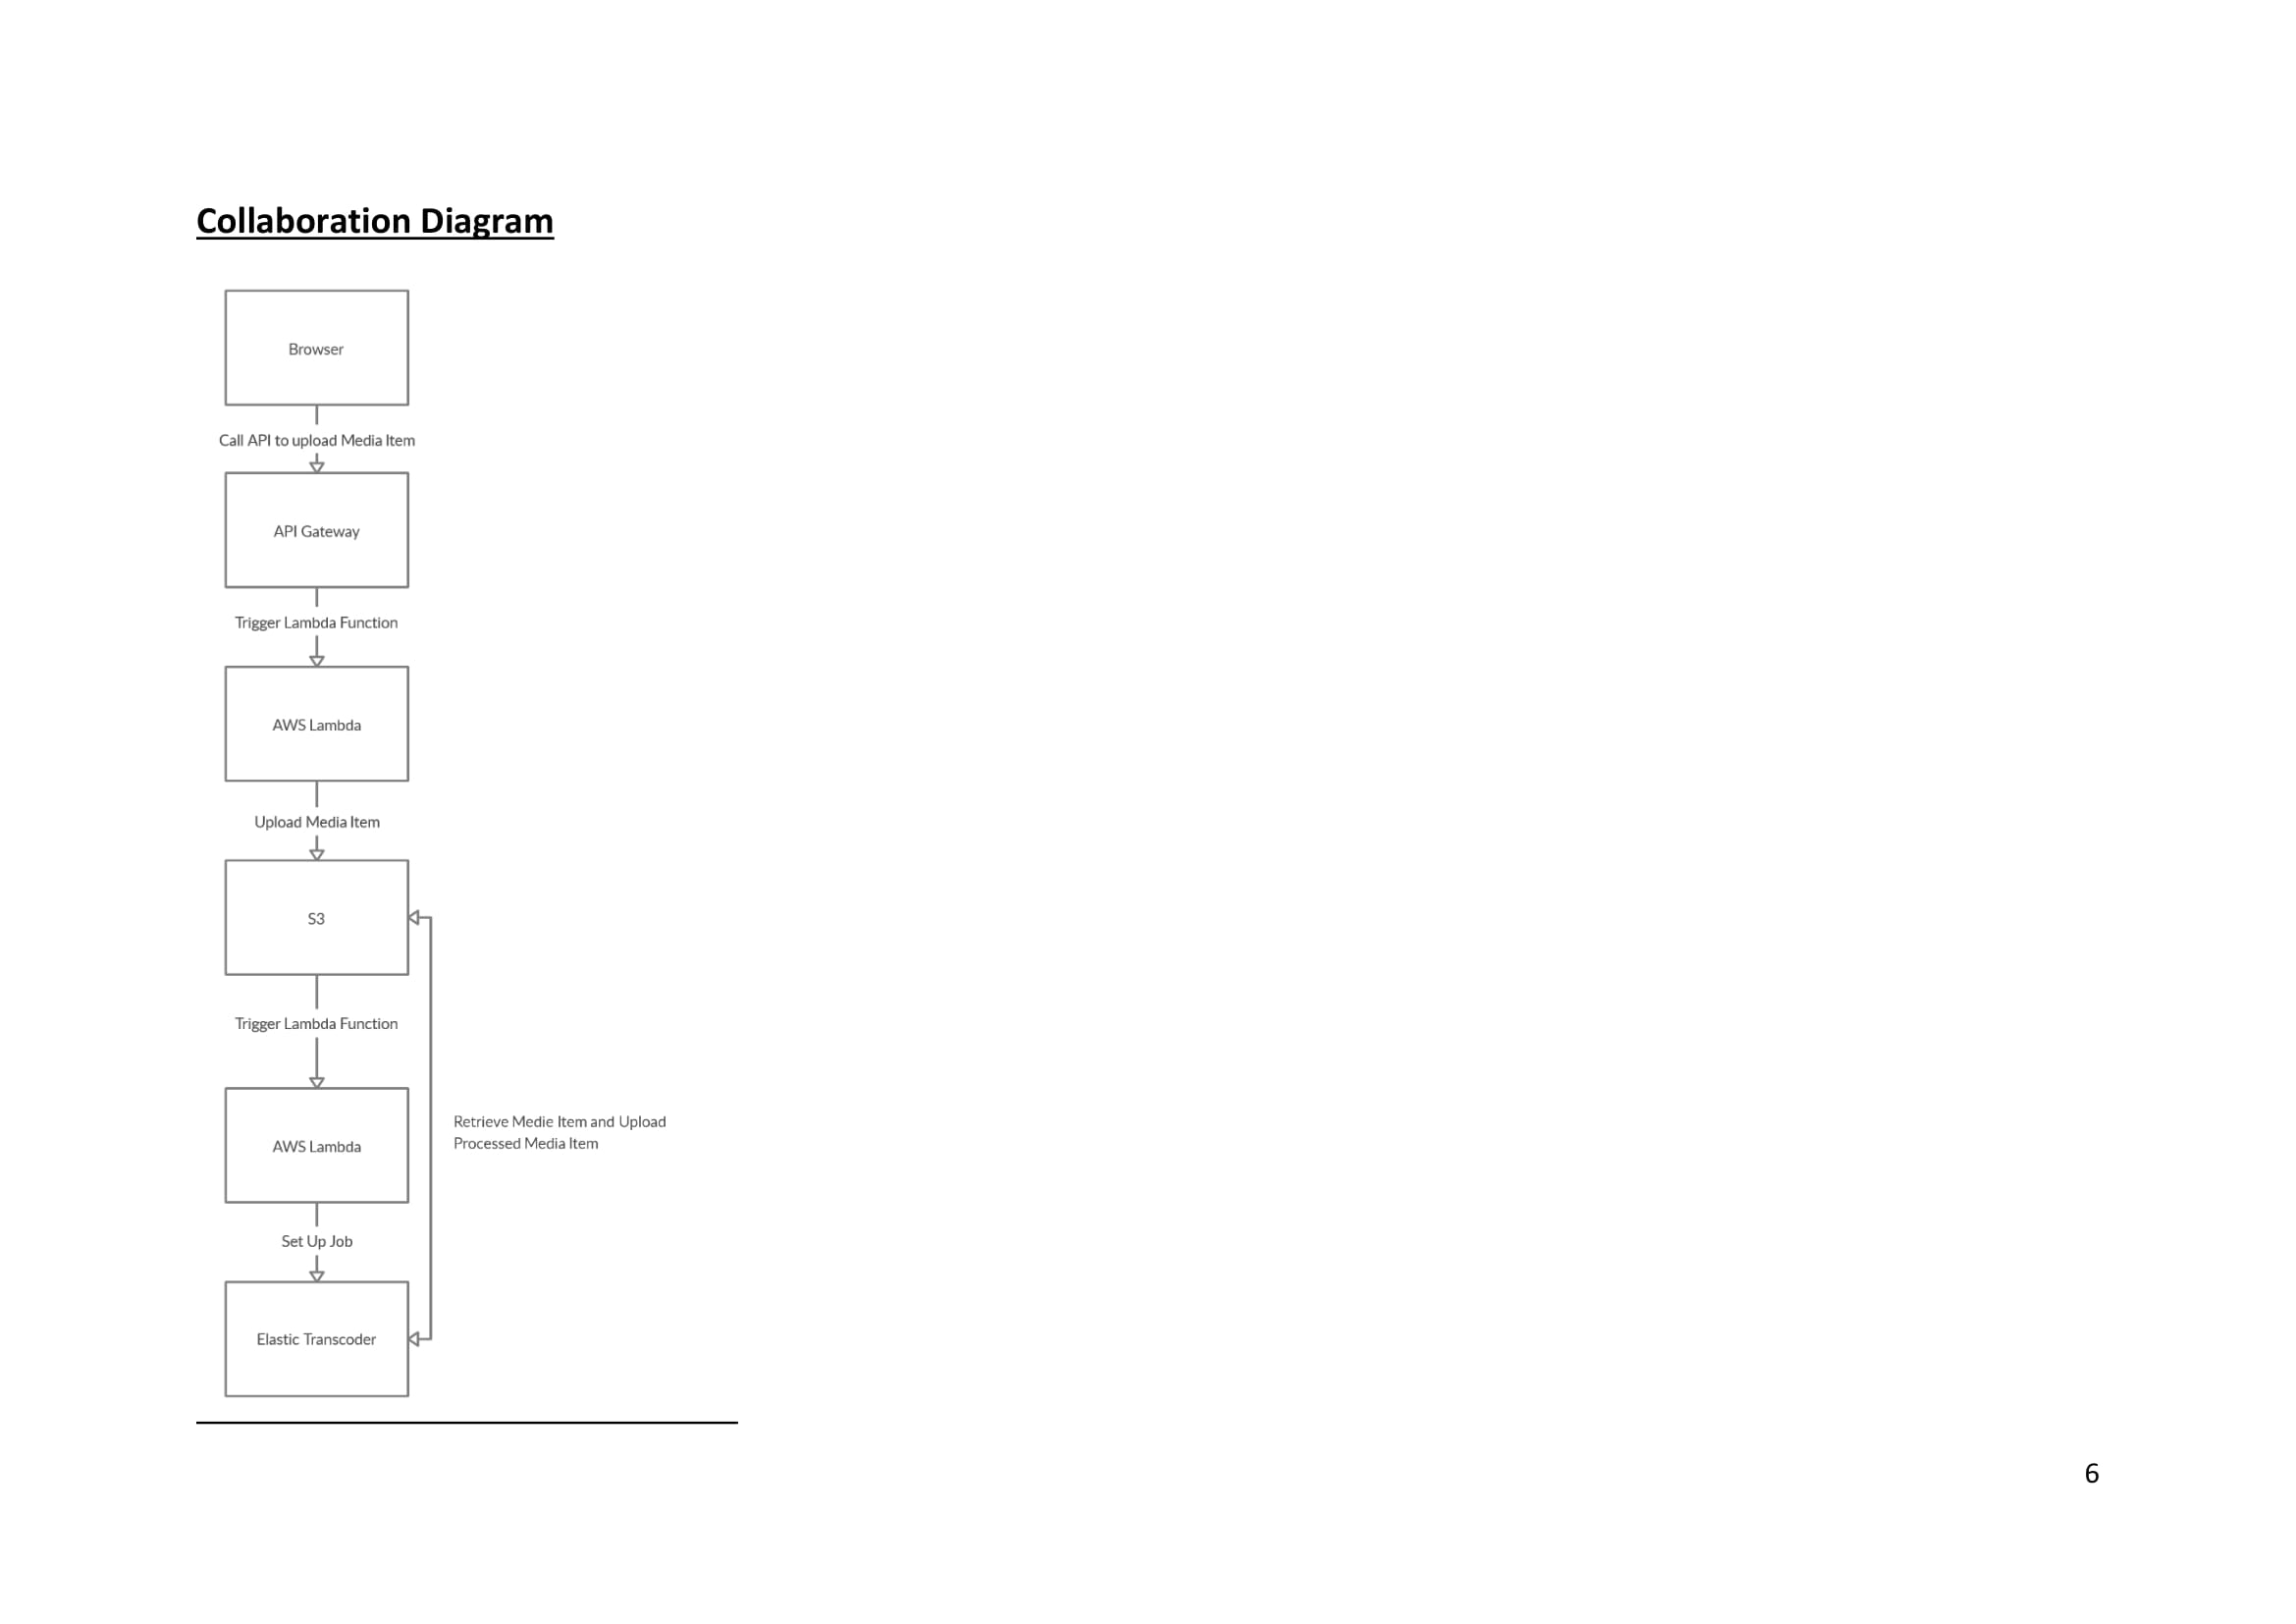 Collaboration Diagram
Browser
Call API to upload Media Item
API Gateway
Trigger Lambda Function
AWS Lambda
Upload Media Item
S3
Trigger Lambda Function
Retrieve Medie Item and Upload
Processed Media Item
AWS Lambda
Set Up Job
Elastic Transcoder
6